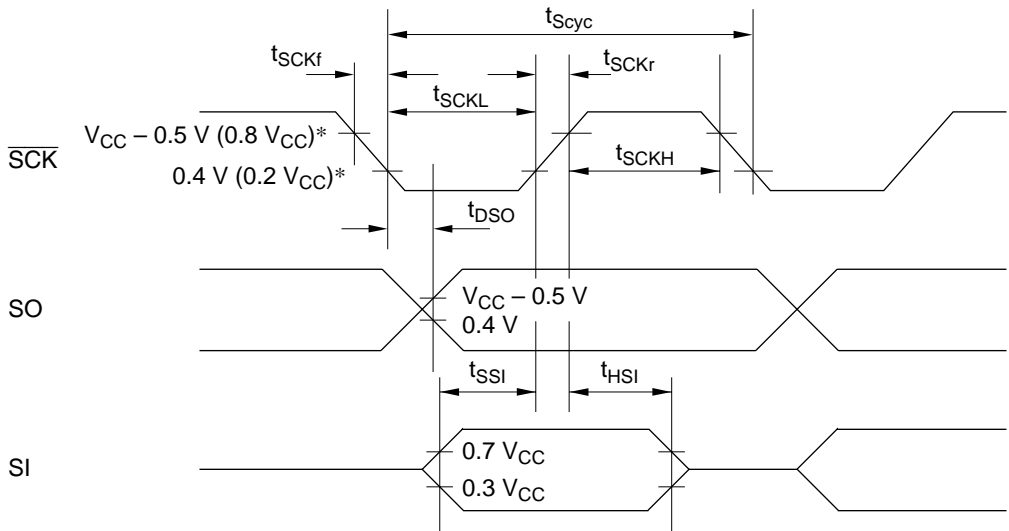 tScyc
tSCKf
tSCKr
tSCKL
SCK
VCC – 0.5 V (0.8 VCC)*
0.4 V (0.2 VCC)*
tSCKH
tDSO
SO
VCC – 0.5 V
0.4 V
tSSI
tHSI
SI
0.7 VCC
0.3 VCC